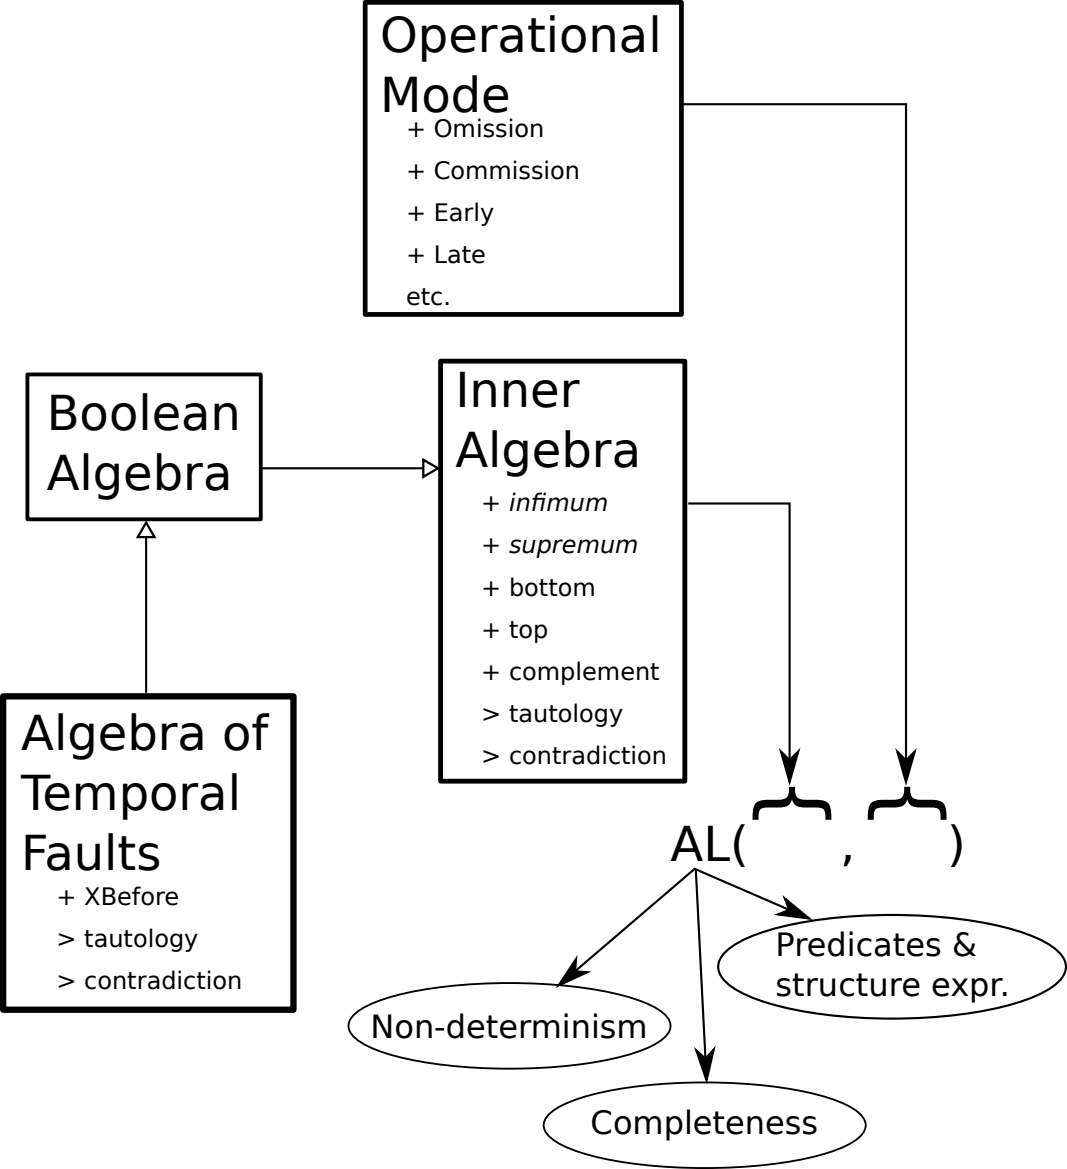 Operational
Mode
+ Omission
+ Commission
+ Early
+ Late
etc.
Boolean
Algebra
Inner
Algebra
+ infimum
+ supremum
+ bottom
+ top
+ complement
> tautology
> contradiction
Algebra of
Temporal
Faults
+ XBefore
> tautology
> contradiction
AL( , )
Predicates &
structure expr.
Non-determinism
Completeness